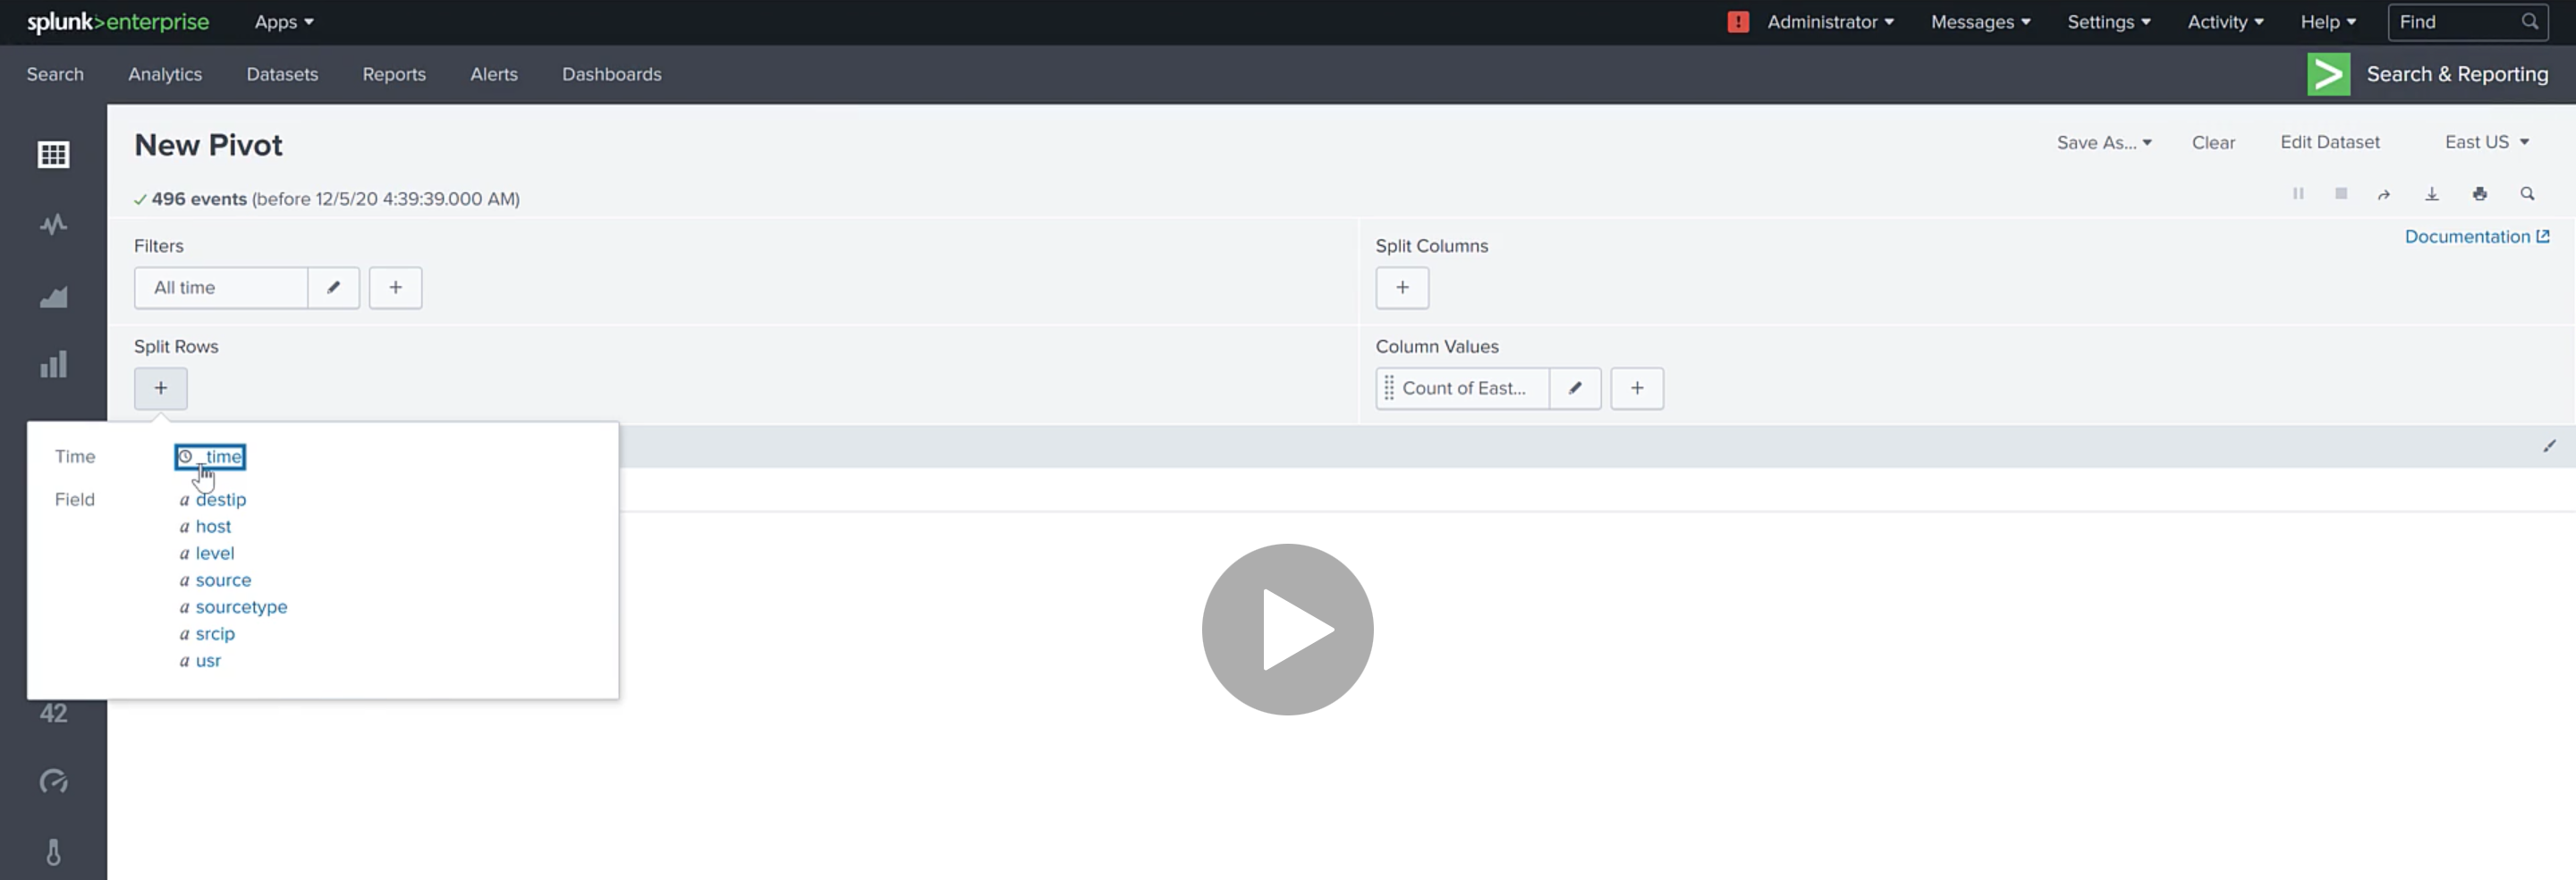 splunk>enterprise Apps ! Administrator Messages Settings Activity Help Find
Search Analytics Datasets Reports Alerts Dashboards > Search & Reporting
New Pivot Save As... Clear Edit Dataset East US
✓ 496 events (before 12/5/20 4:39:39.000 AM)
Documentation
Filters Split Columns
All time + +
Split Rows Column Values
+ Count of East... +
Time _time
Field a destip
a host
a level
a source
a sourcetype
a srcip
a usr
42